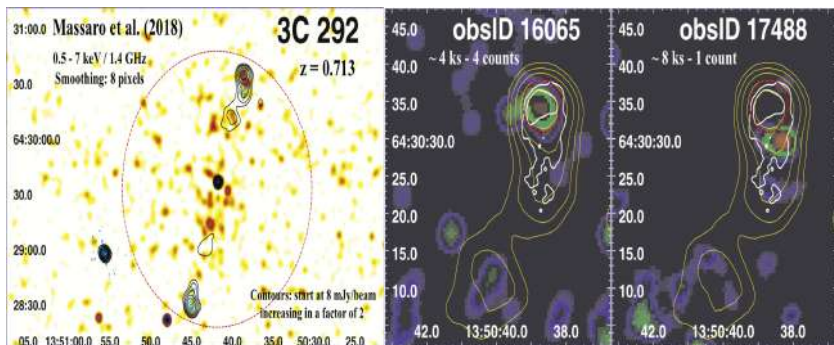 Massaro et al. (2018)
3C 292
0.5 - 7 keV / 1.4 GHz
Smoothing: 8 pixels
z = 0.713
31:00.0
30.0
64:30:00.0
30.0
29:00.0
28:30.0
Contours: start at 8 mJy/beam
increasing in a factor of 2
05.0 13:51:00.0 55.0 50.0 45.0 40.0 35.0 50:30.0 25.0
obsID 16065
~ 4 ks - 4 counts
45.0
40.0
35.0
64:30:30.0
25.0
20.0
15.0
10.0
42.0 13:50:40.0 38.0
obsID 17488
~ 8 ks - 1 count
45.0
40.0
35.0
64:30:30.0
25.0
20.0
15.0
10.0
42.0 13:50:40.0 38.0